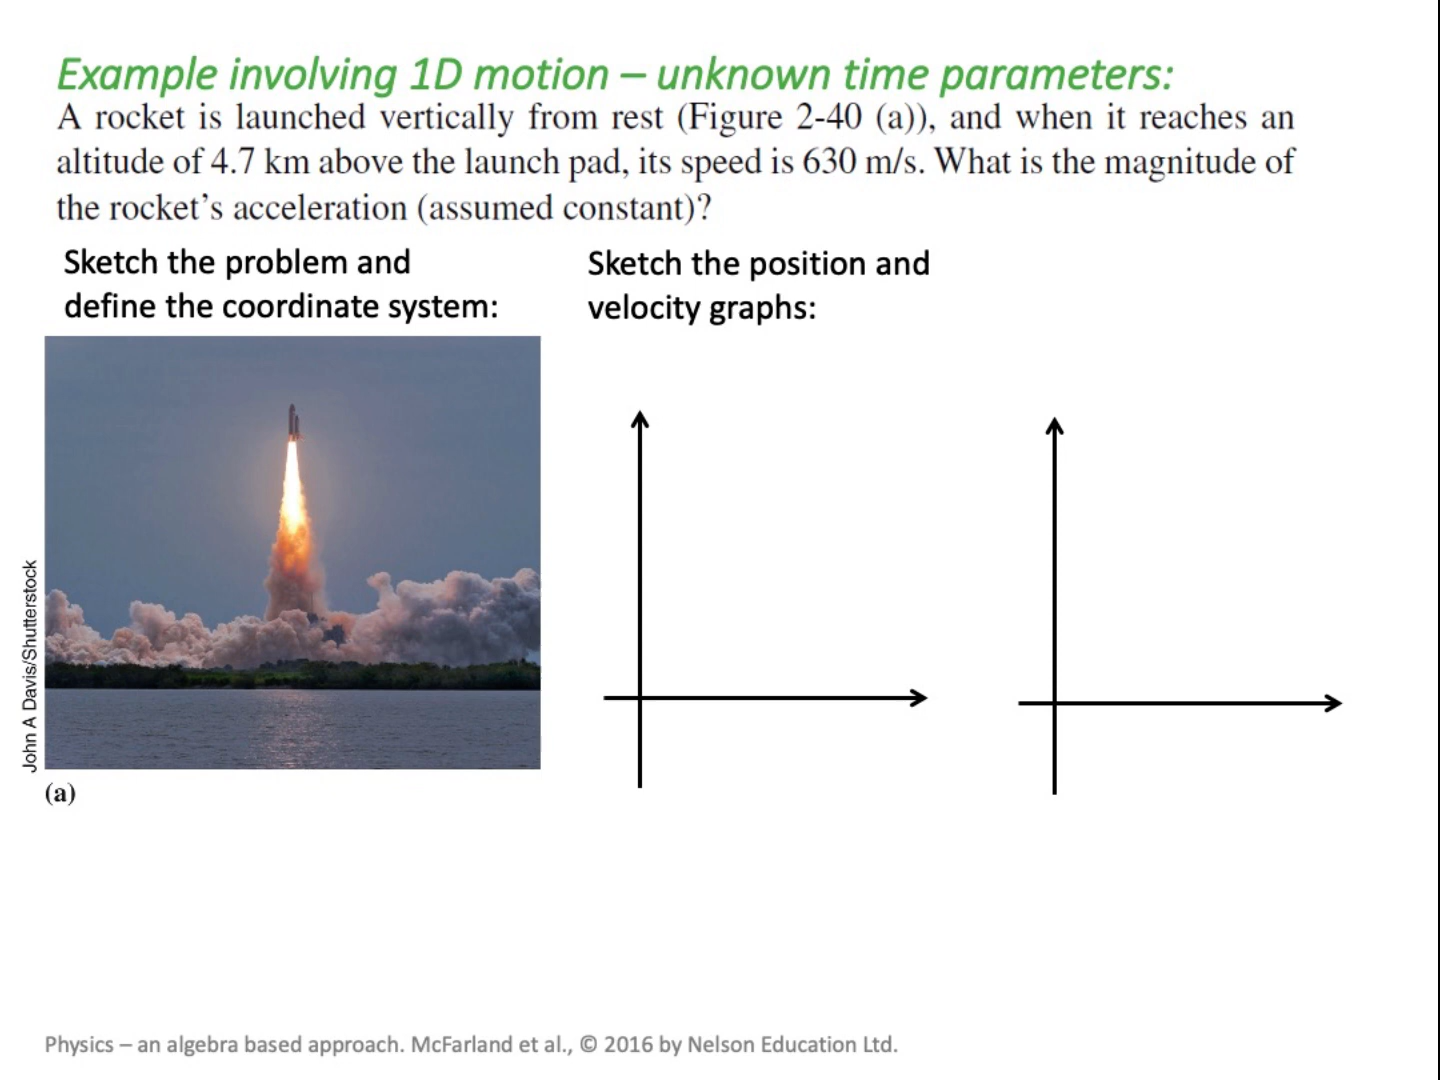 Example involving 1D motion – unknown time parameters:
A rocket is launched vertically from rest (Figure 2-40 (a)), and when it reaches an
altitude of 4.7 km above the launch pad, its speed is 630 m/s. What is the magnitude of
the rocket’s acceleration (assumed constant)?
Sketch the problem and
define the coordinate system:
Sketch the position and
velocity graphs:
John A Davis/Shutterstock
(a)
Physics – an algebra based approach. McFarland et al., © 2016 by Nelson Education Ltd.